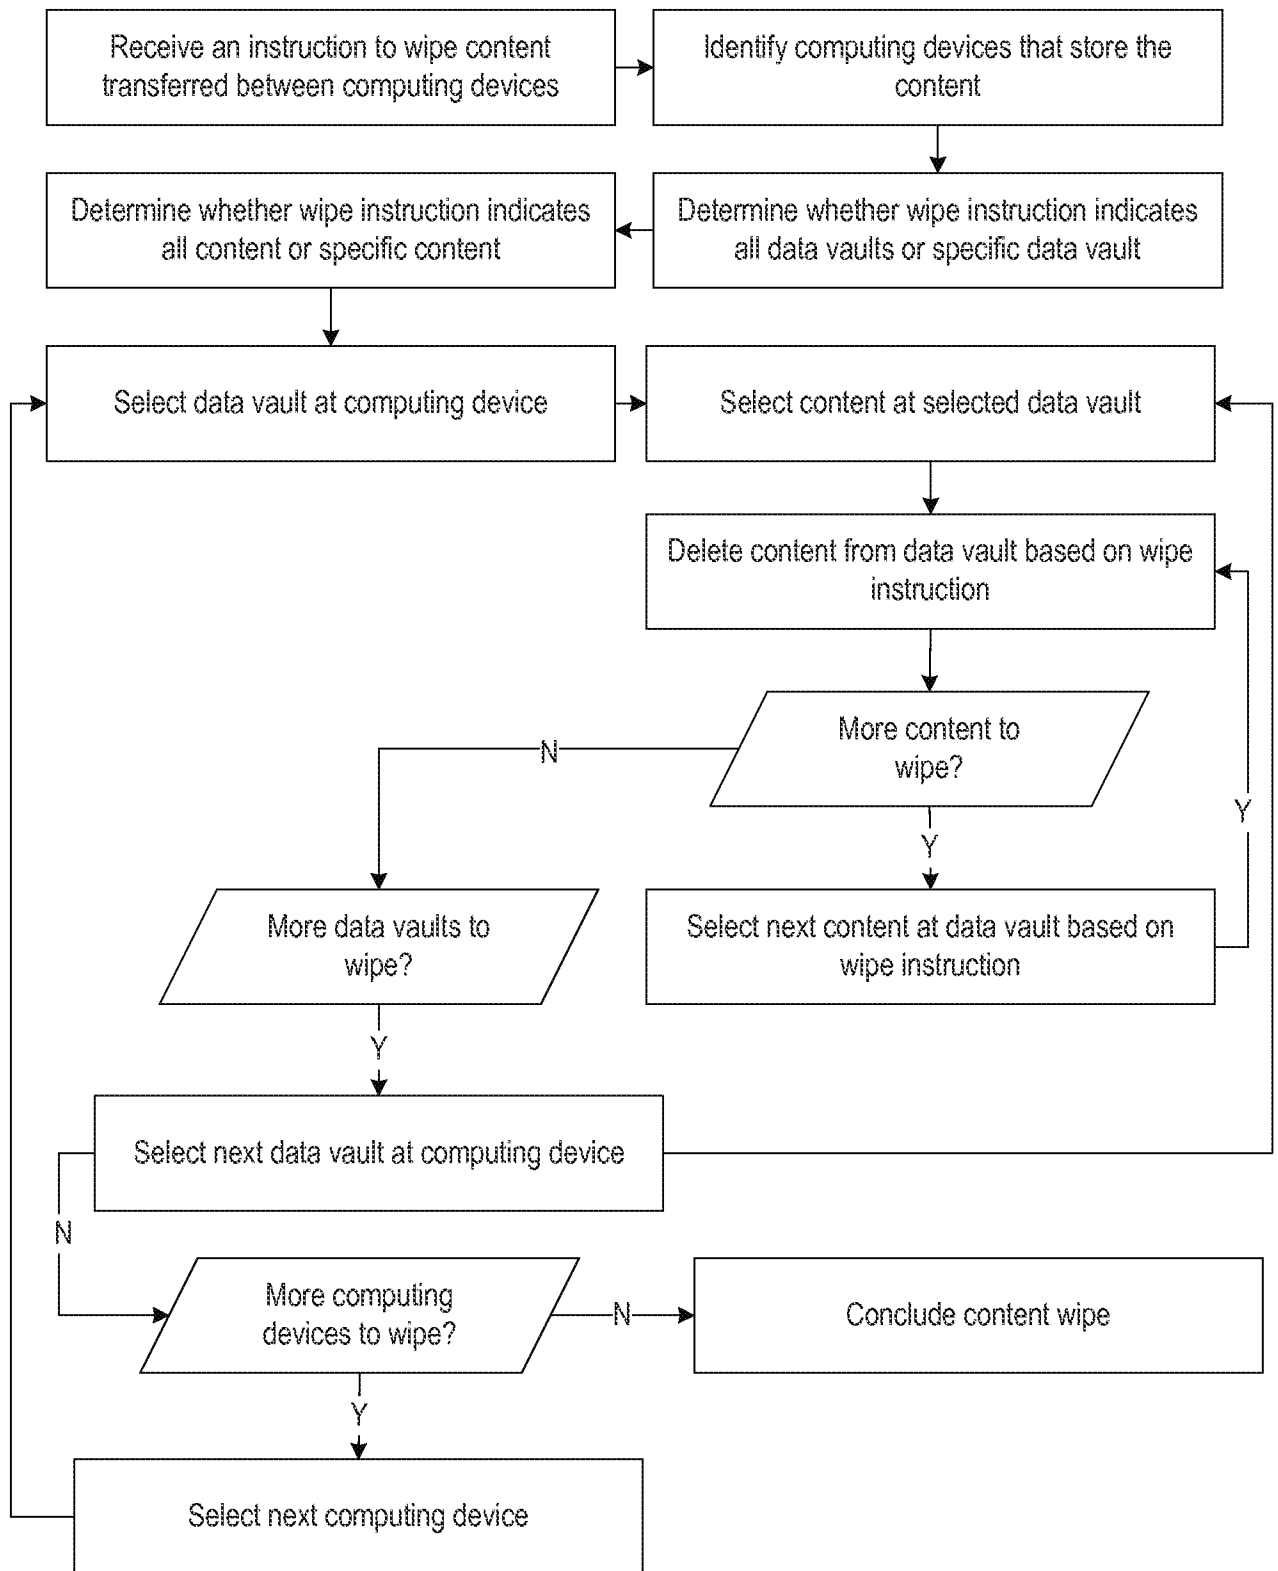 Receive an instruction to wipe content
transferred between computing devices
Identify computing devices that store the
content
Determine whether wipe instruction indicates
all content or specific content
Determine whether wipe instruction indicates
all data vaults or specific data vault
Select data vault at computing device
Select content at selected data vault
Delete content from data vault based on wipe
instruction
More content to
wipe?
N
Y
Y
More data vaults to
wipe?
Select next content at data vault based on
wipe instruction
Y
Select next data vault at computing device
N
More computing
devices to wipe?
N
Conclude content wipe
Y
Select next computing device